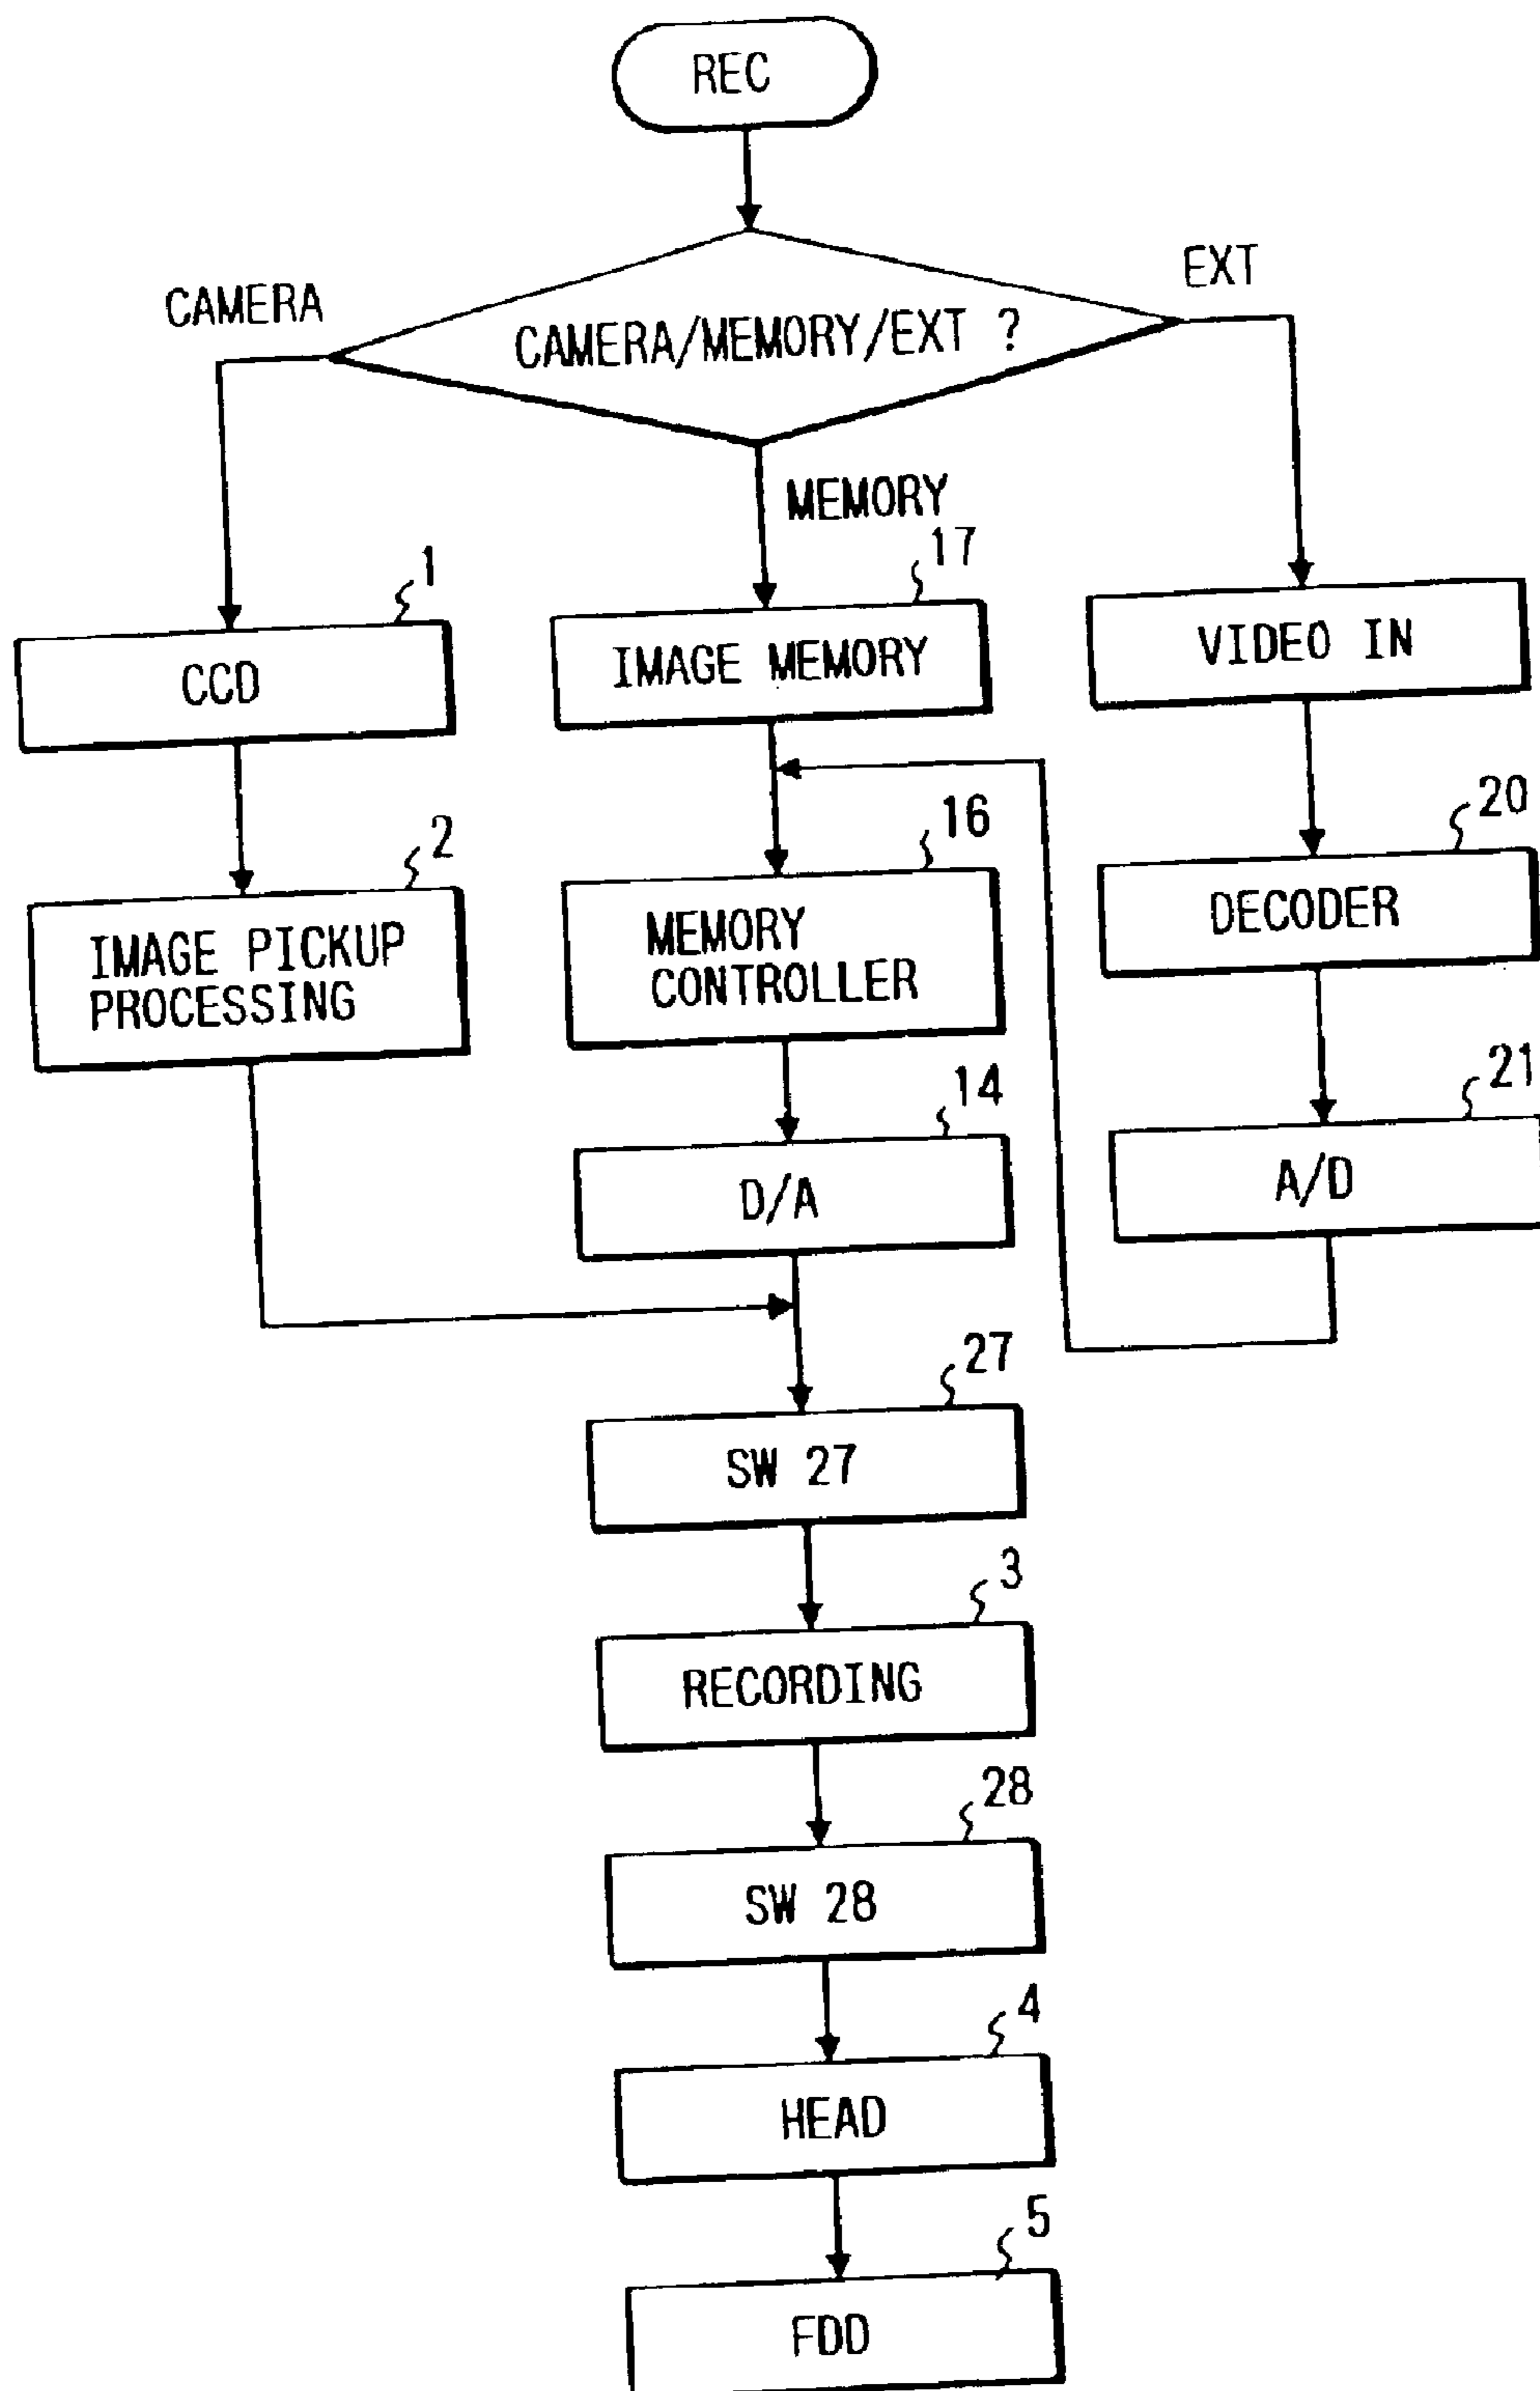 REC
CAMERA
CAMERA/MEMORY/EXT ?
EXT
MEMORY
1
CCD
17
IMAGE MEMORY
VIDEO IN
2
IMAGE PICKUP
PROCESSING
16
MEMORY
CONTROLLER
20
DECODER
14
D/A
21
A/D
27
SW 27
3
RECORDING
28
SW 28
4
HEAD
5
FDD